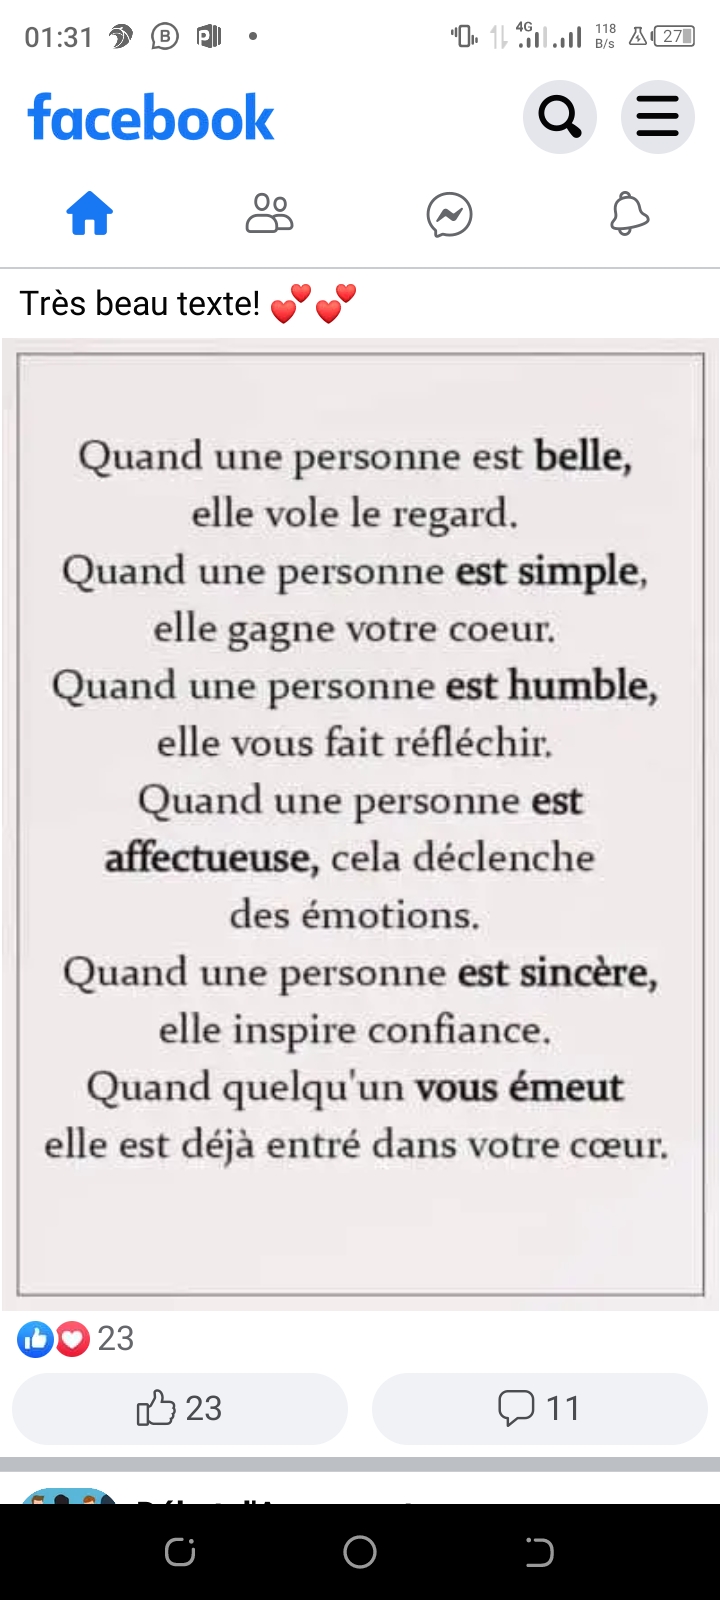 01:31
4G
118
B/s
27
facebook
Très beau texte! 💕💕
Quand une personne est belle,
elle vole le regard.
Quand une personne est simple,
elle gagne votre coeur.
Quand une personne est humble,
elle vous fait réfléchir.
Quand une personne est
affectueuse, cela déclenche
des émotions.
Quand une personne est sincère,
elle inspire confiance.
Quand quelqu'un vous émeut
elle est déjà entré dans votre cœur.
23
23
11